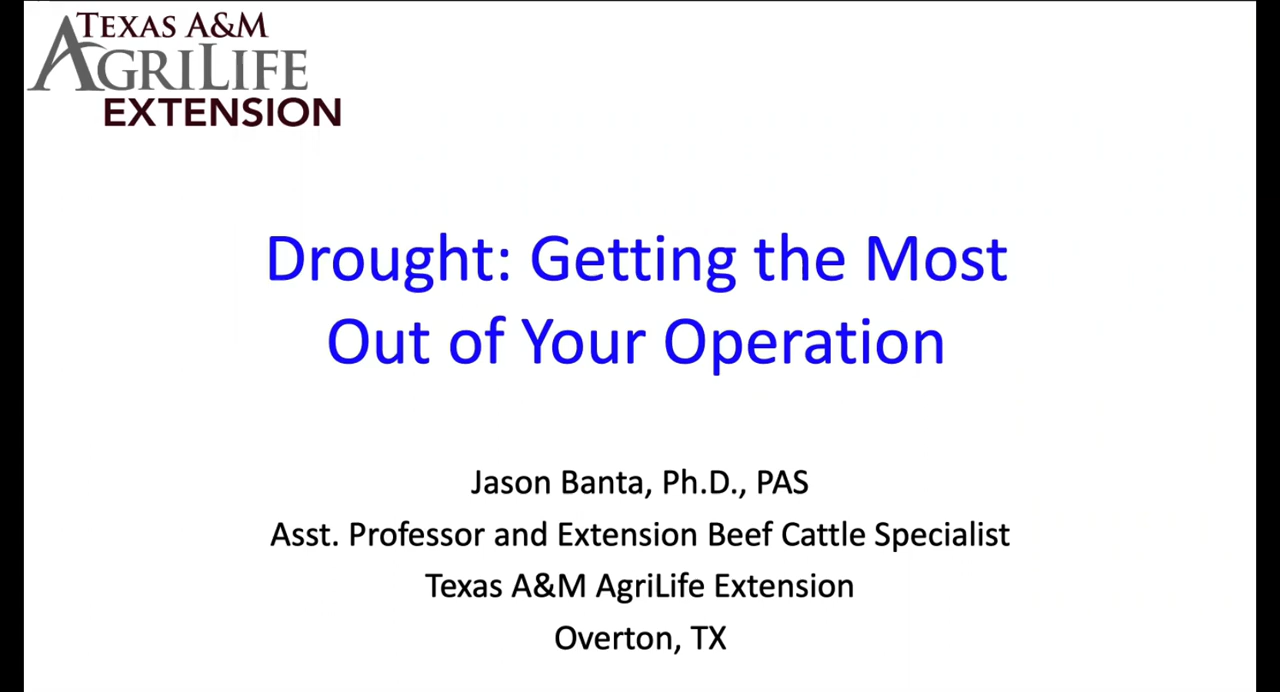 TEXAS A&M
AGRILIFE
EXTENSION
Drought: Getting the Most
Out of Your Operation
Jason Banta, Ph.D., PAS
Asst. Professor and Extension Beef Cattle Specialist
Texas A&M AgriLife Extension
Overton, TX